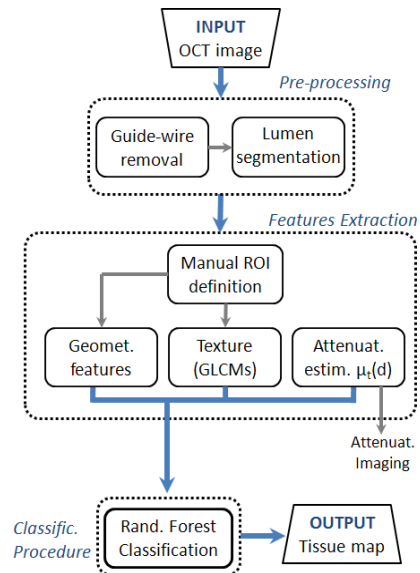 INPUT
OCT image
Pre-processing
Guide-wire
removal
Lumen
segmentation
Features Extraction
Manual ROI
definition
Geomet.
features
Texture
(GLCMs)
Attenuat.
estim. μt(d)
Attenuat.
Imaging
Classific.
Procedure
Rand. Forest
Classification
OUTPUT
Tissue map